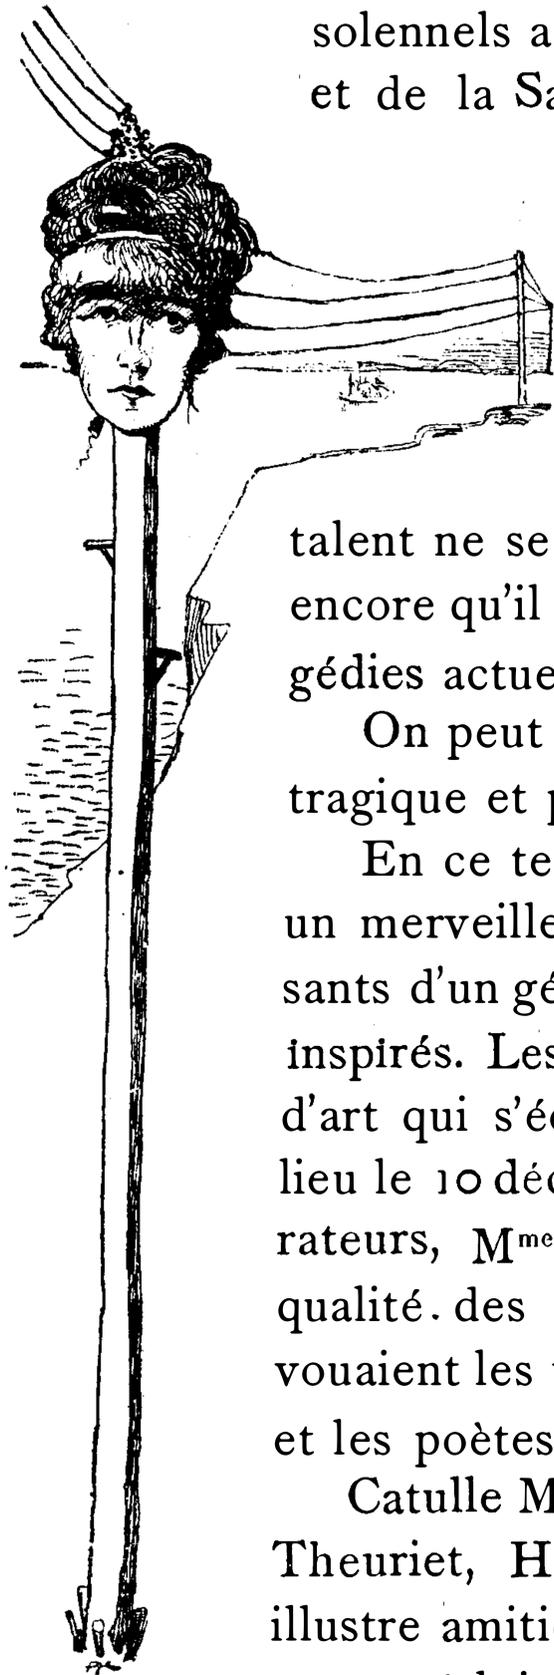 solennels a
et de la Sa
talent ne se
encore qu'il
gédies actue
On peut
tragique et p
En ce te
un merveille
sants d'un gé
inspirés. Les
d'art qui s'éc
lieu le 10 déc
rateurs, Mme
qualité. des
vouaient les
et les poètes
Catulle M
Theuriet, H
illustre amiti